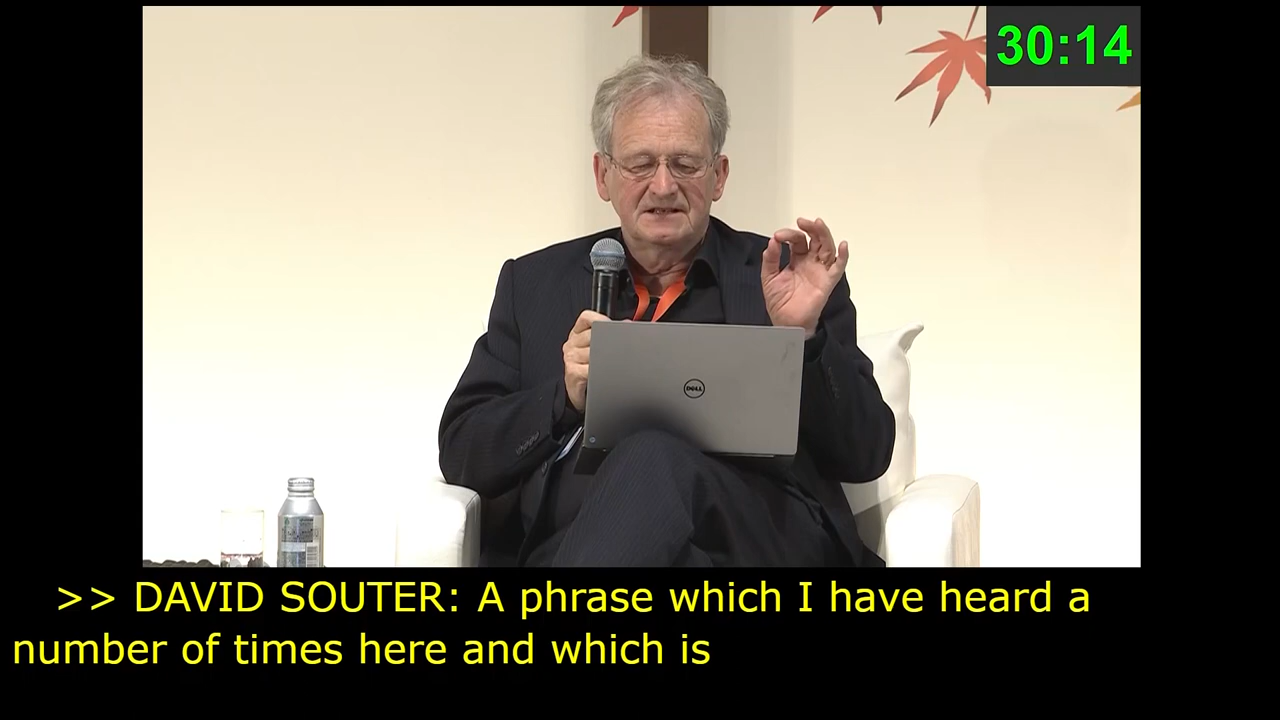 30:14
DELL
>> DAVID SOUTER: A phrase which I have heard a
number of times here and which is